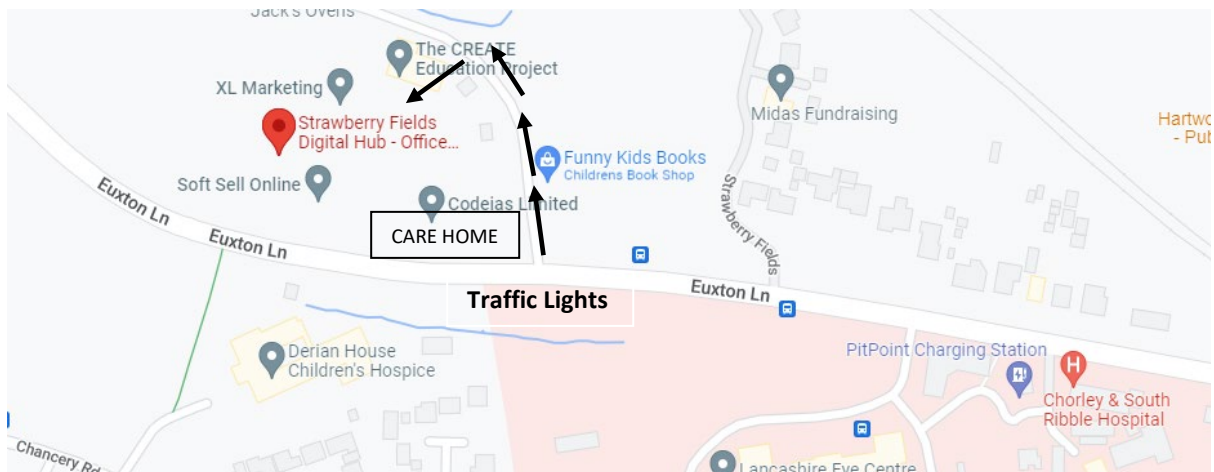 Jack's Ovens
The CREATE
Education Project
XL Marketing
Midas Fundraising
Strawberry Fields
Digital Hub - Office...
Hartwo
- Pub
Funny Kids Books
Childrens Book Shop
Soft Sell Online
Euxton Ln
Codeias Limited
Strawberry Fields
CARE HOME
Euxton Ln
Euxton Ln
Traffic Lights
Derian House
Children's Hospice
PitPoint Charging Station
H
Chorley & South
Ribble Hospital
Chancery Rd
Lancashire Eye Centre